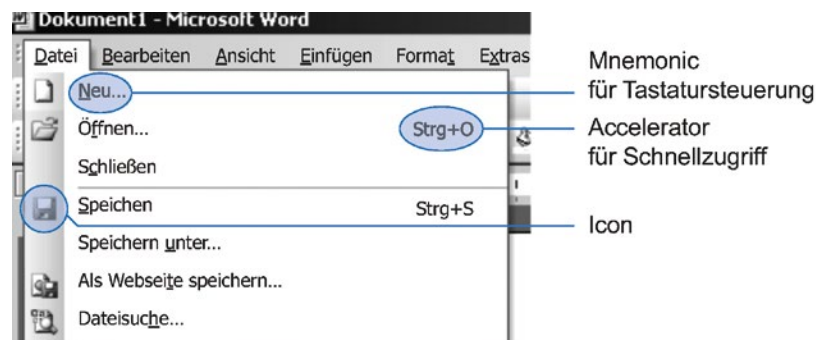 Dokument1 - Microsoft Word
Datei Bearbeiten Ansicht Einfügen Format Extras
Neu...
Öffnen... Strg+O
Schließen
Speichen Strg+S
Speichern unter...
Als Webseite speichern...
Dateisuche...
Mnemonic
für Tastatursteuerung
Accelerator
für Schnellzugriff
Icon